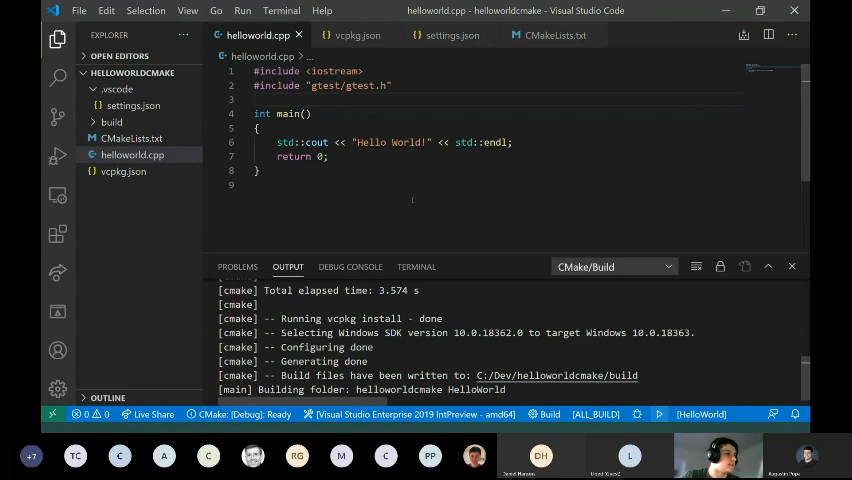 File Edit Selection View Go Run Terminal Help helloworld.cpp - helloworldcmake - Visual Studio Code
EXPLORER
OPEN EDITORS
HELLOWORLDCMAKE
.vscode
settings.json
build
CMakeLists.txt
helloworld.cpp
vcpkg.json
OUTLINE
helloworld.cpp vcpkg.json settings.json CMakeLists.txt
helloworld.cpp > ...
1 #include <iostream>
2 #include "gtest/gtest.h"
3
4 int main()
5 {
6 std::cout << "Hello World!" << std::endl;
7 return 0;
8 }
9
PROBLEMS OUTPUT DEBUG CONSOLE TERMINAL CMake/Build
[cmake] Total elapsed time: 3.574 s
[cmake]
[cmake] -- Running vcpkg install - done
[cmake] -- Selecting Windows SDK version 10.0.18362.0 to target Windows 10.0.18363.
[cmake] -- Configuring done
[cmake] -- Generating done
[cmake] -- Build files have been written to: C:/Dev/helloworldcmake/build
[main] Building folder: helloworldcmake HelloWorld
0 0 Live Share CMake: [Debug]: Ready [Visual Studio Enterprise 2019 IntPreview - amd64] Build [ALL_BUILD] [HelloWorld]
+7 TC C A C RG M C PP DH L
Daniel Hansens Lloyd (Guest) Augustin Popa